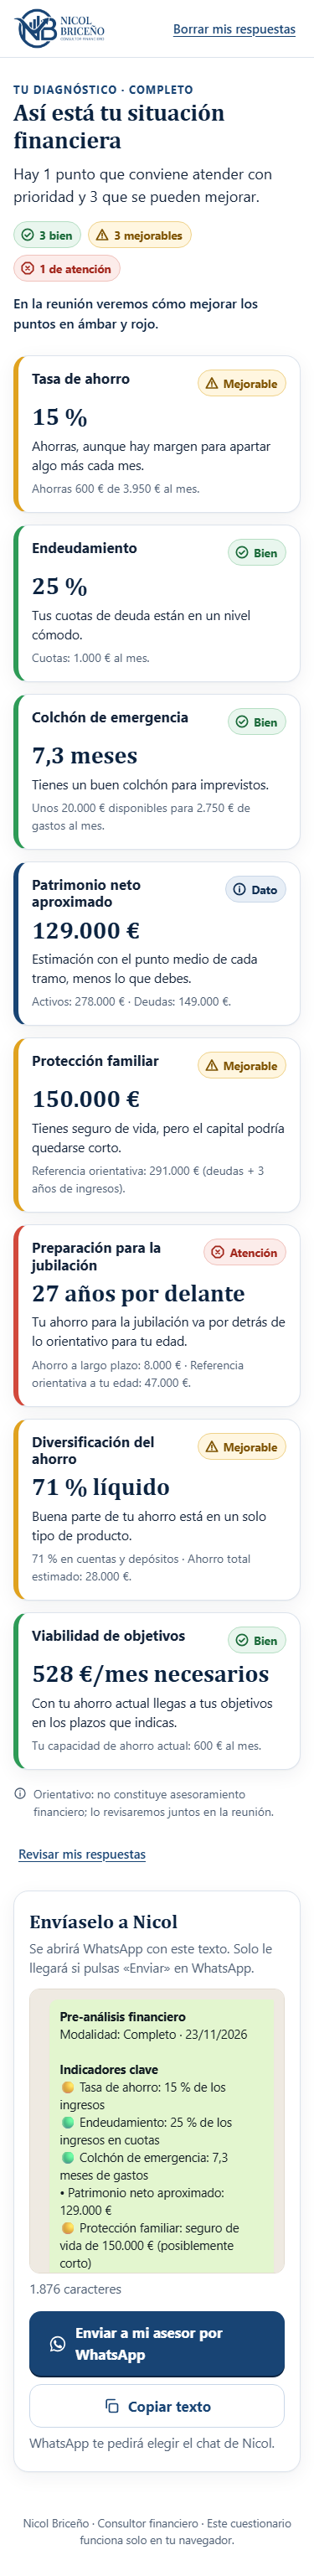 NICOL
BRICEÑO
CONSULTOR FINANCIERO
Borrar mis respuestas
TU DIAGNÓSTICO · COMPLETO
Así está tu situación
financiera
Hay 1 punto que conviene atender con
prioridad y 3 que se pueden mejorar.
3 bien
3 mejorables
1 de atención
En la reunión veremos cómo mejorar los
puntos en ámbar y rojo.
Tasa de ahorro
Mejorable
15 %
Ahorras, aunque hay margen para apartar
algo más cada mes.
Ahorras 600 € de 3.950 € al mes.
Endeudamiento
Bien
25 %
Tus cuotas de deuda están en un nivel
cómodo.
Cuotas: 1.000 € al mes.
Colchón de emergencia
Bien
7,3 meses
Tienes un buen colchón para imprevistos.
Unos 20.000 € disponibles para 2.750 € de
gastos al mes.
Patrimonio neto
aproximado
Dato
129.000 €
Estimación con el punto medio de cada
tramo, menos lo que debes.
Activos: 278.000 € · Deudas: 149.000 €.
Protección familiar
Mejorable
150.000 €
Tienes seguro de vida, pero el capital podría
quedarse corto.
Referencia orientativa: 291.000 € (deudas + 3
años de ingresos).
Preparación para la
jubilación
Atención
27 años por delante
Tu ahorro para la jubilación va por detrás de
lo orientativo para tu edad.
Ahorro a largo plazo: 8.000 € · Referencia
orientativa a tu edad: 47.000 €.
Diversificación del
ahorro
Mejorable
71 % líquido
Buena parte de tu ahorro está en un solo
tipo de producto.
71 % en cuentas y depósitos · Ahorro total
estimado: 28.000 €.
Viabilidad de objetivos
Bien
528 €/mes necesarios
Con tu ahorro actual llegas a tus objetivos
en los plazos que indicas.
Tu capacidad de ahorro actual: 600 € al mes.
Orientativo: no constituye asesoramiento
financiero; lo revisaremos juntos en la reunión.
Revisar mis respuestas
Envíaselo a Nicol
Se abrirá WhatsApp con este texto. Solo le
llegará si pulsas «Enviar» en WhatsApp.
Pre-análisis financiero
Modalidad: Completo · 23/11/2026
Indicadores clave
Tasa de ahorro: 15 % de los
ingresos
Endeudamiento: 25 % de los
ingresos en cuotas
Colchón de emergencia: 7,3
meses de gastos
• Patrimonio neto aproximado:
129.000 €
Protección familiar: seguro de
vida de 150.000 € (posiblemente
corto)
1.876 caracteres
Enviar a mi asesor por
WhatsApp
Copiar texto
WhatsApp te pedirá elegir el chat de Nicol.
Nicol Briceño · Consultor financiero · Este cuestionario
funciona solo en tu navegador.